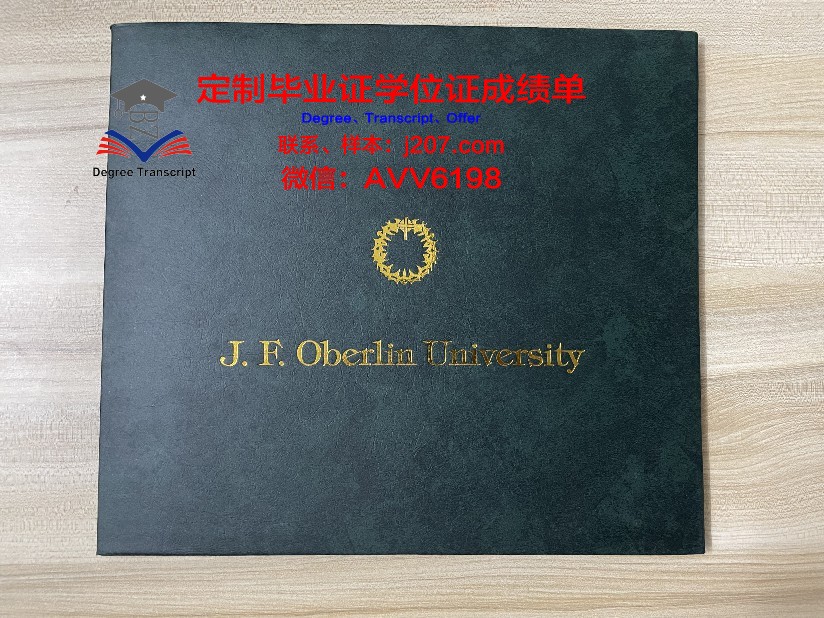 定制毕业证学位证成绩单
Degree、Transcript、Offer
联系、样本：j207.com
微信：AVV6198
Degree Transcript
J. F. Oberlin University